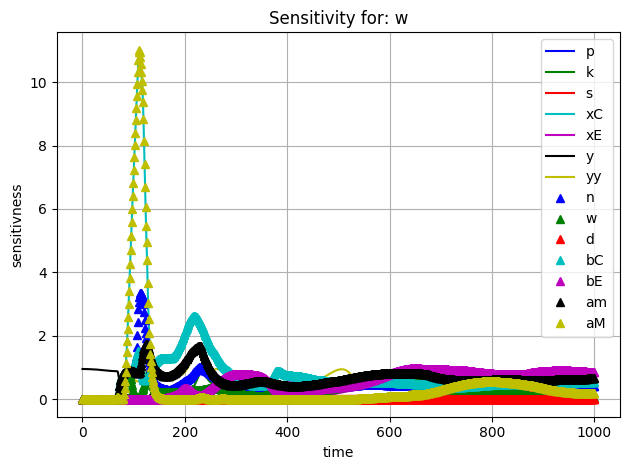 Sensitivity for: w
sensitivness
10
8
6
4
2
0
0 200 400 600 800 1000
time
p
k
s
xC
xE
y
yy
n
w
d
bC
bE
am
aM